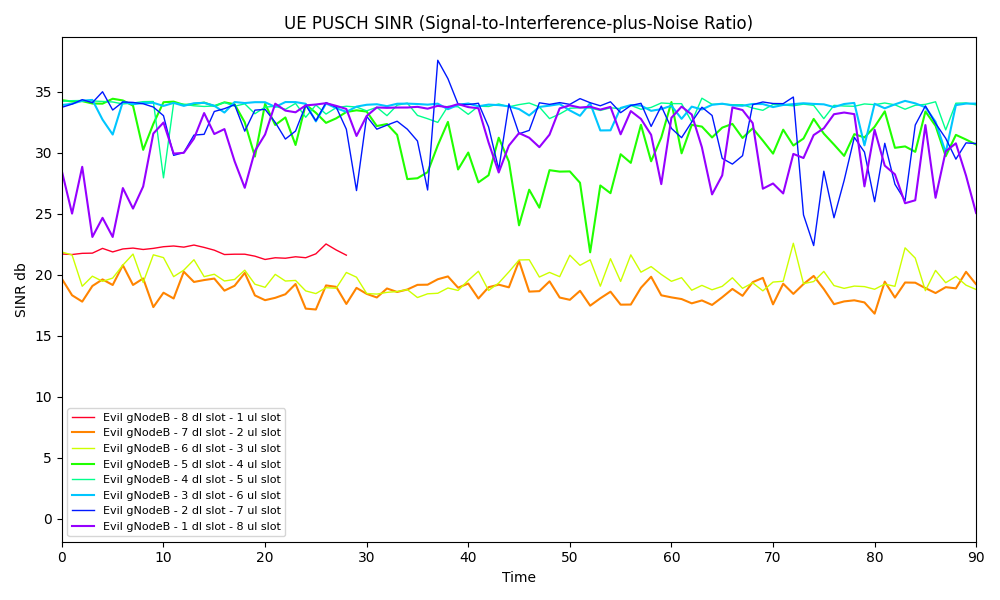 UE PUSCH SINR (Signal-to-Interference-plus-Noise Ratio)
SINR db
35
30
25
20
15
10
5
0
Evil gNodeB - 8 dl slot - 1 ul slot
Evil gNodeB - 7 dl slot - 2 ul slot
Evil gNodeB - 6 dl slot - 3 ul slot
Evil gNodeB - 5 dl slot - 4 ul slot
Evil gNodeB - 4 dl slot - 5 ul slot
Evil gNodeB - 3 dl slot - 6 ul slot
Evil gNodeB - 2 dl slot - 7 ul slot
Evil gNodeB - 1 dl slot - 8 ul slot
0 10 20 30 40 50 60 70 80 90
Time